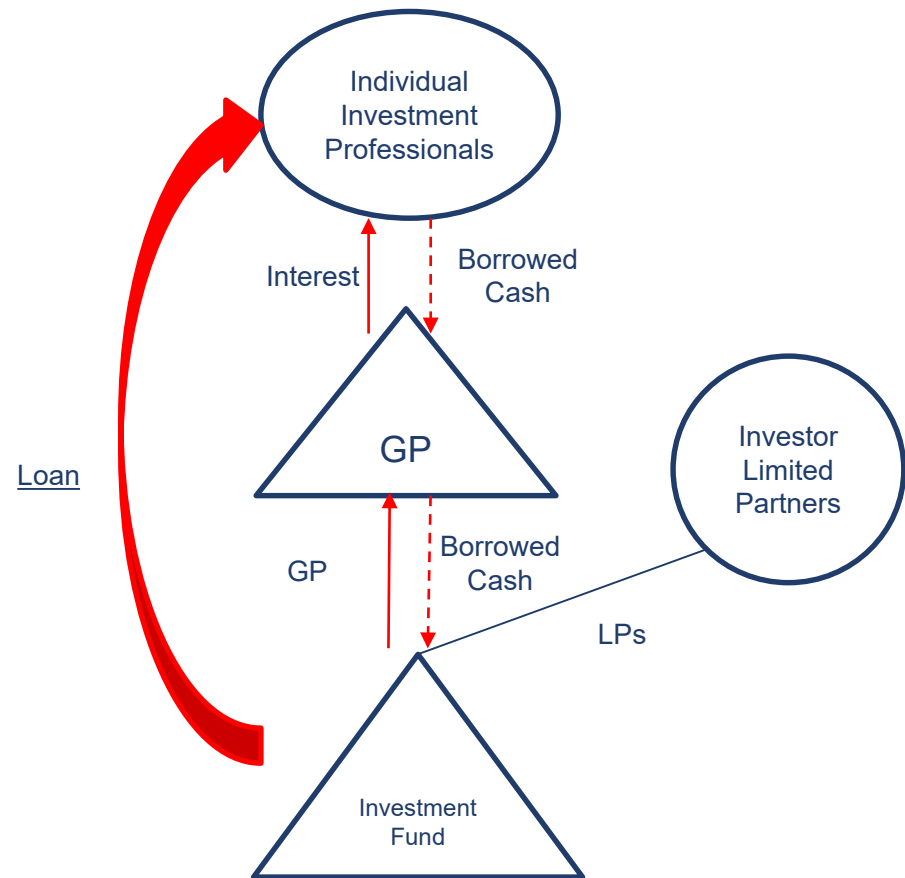 Individual
Investment
Professionals
Interest
Borrowed
Cash
GP
Investor
Limited
Partners
Loan
GP
Borrowed
Cash
LPs
Investment
Fund